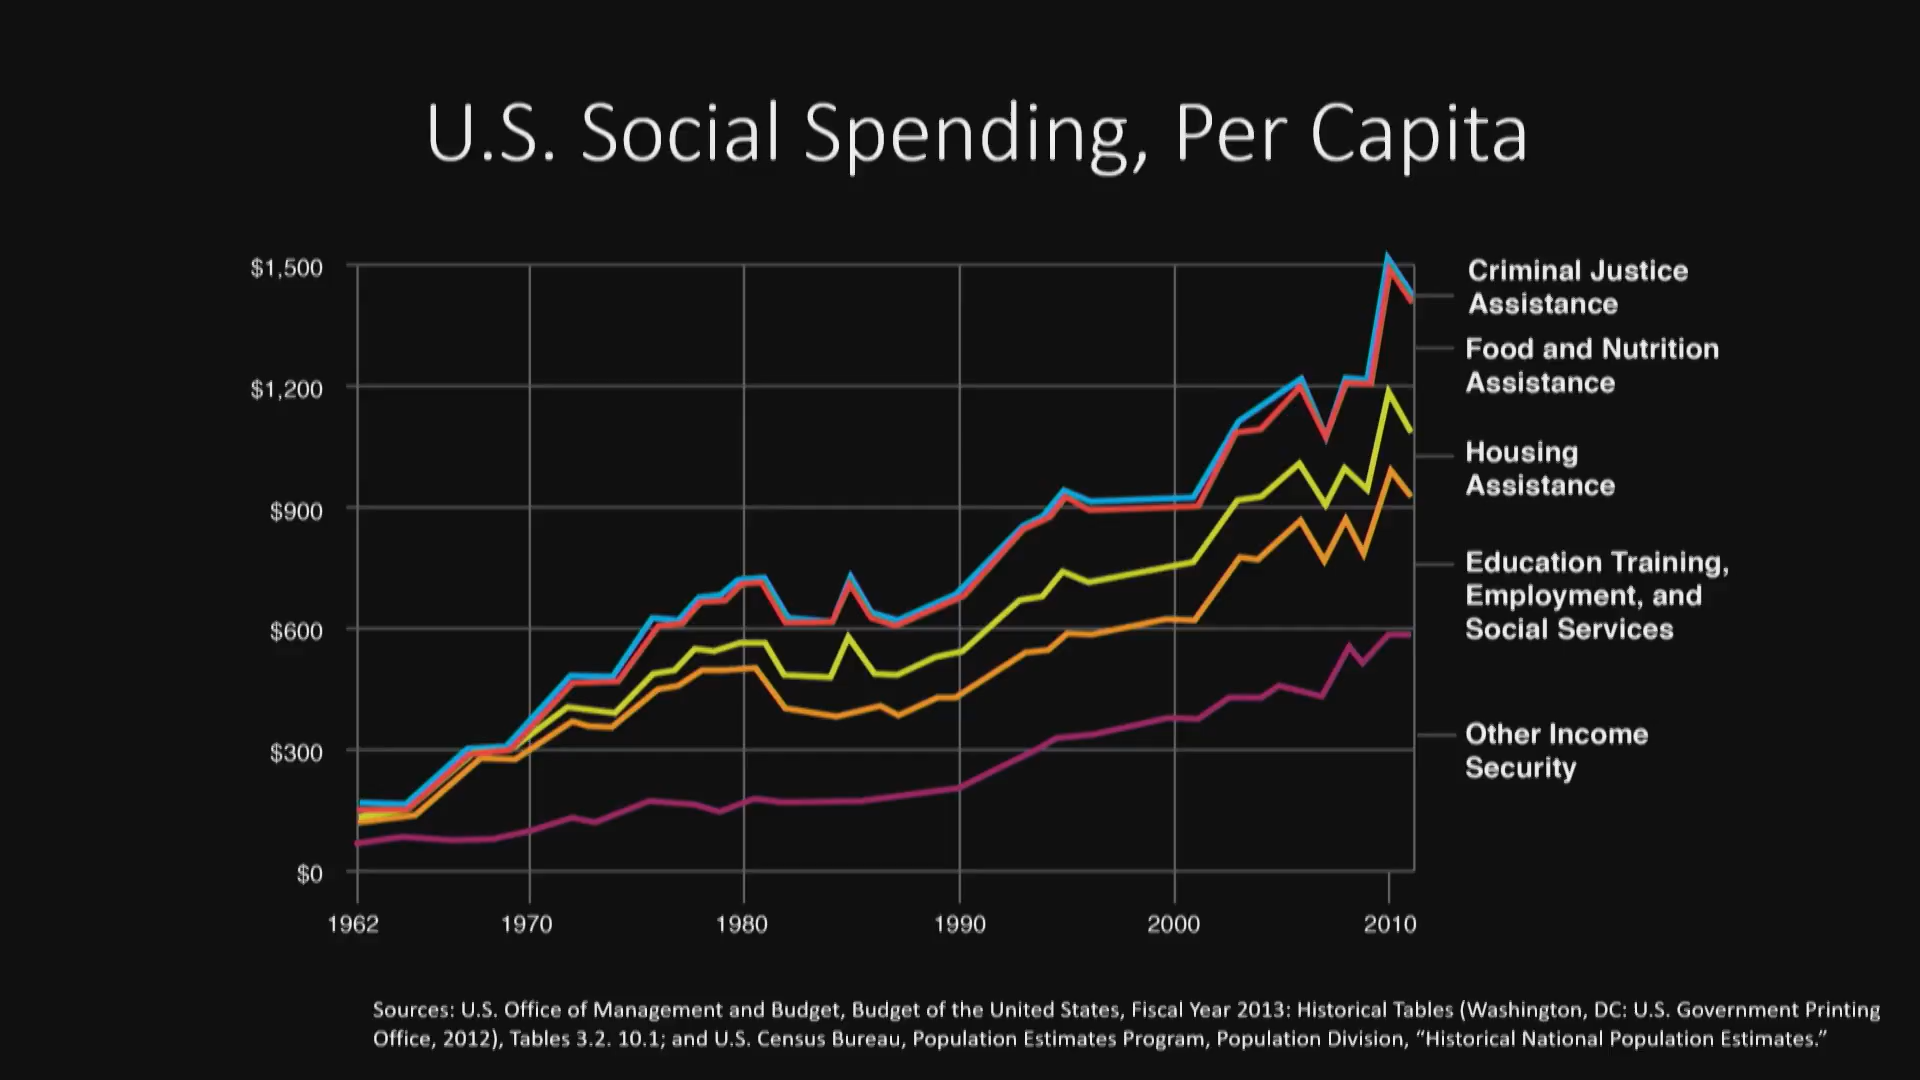 U.S. Social Spending, Per Capita
$1,500
$1,200
$900
$600
$300
$0
1962
1970
1980
1990
2000
2010
Criminal Justice
Assistance
Food and Nutrition
Assistance
Housing
Assistance
Education Training,
Employment, and
Social Services
Other Income
Security
Sources: U.S. Office of Management and Budget, Budget of the United States, Fiscal Year 2013: Historical Tables (Washington, DC: U.S. Government Printing
Office, 2012), Tables 3.2. 10.1; and U.S. Census Bureau, Population Estimates Program, Population Division, “Historical National Population Estimates.”